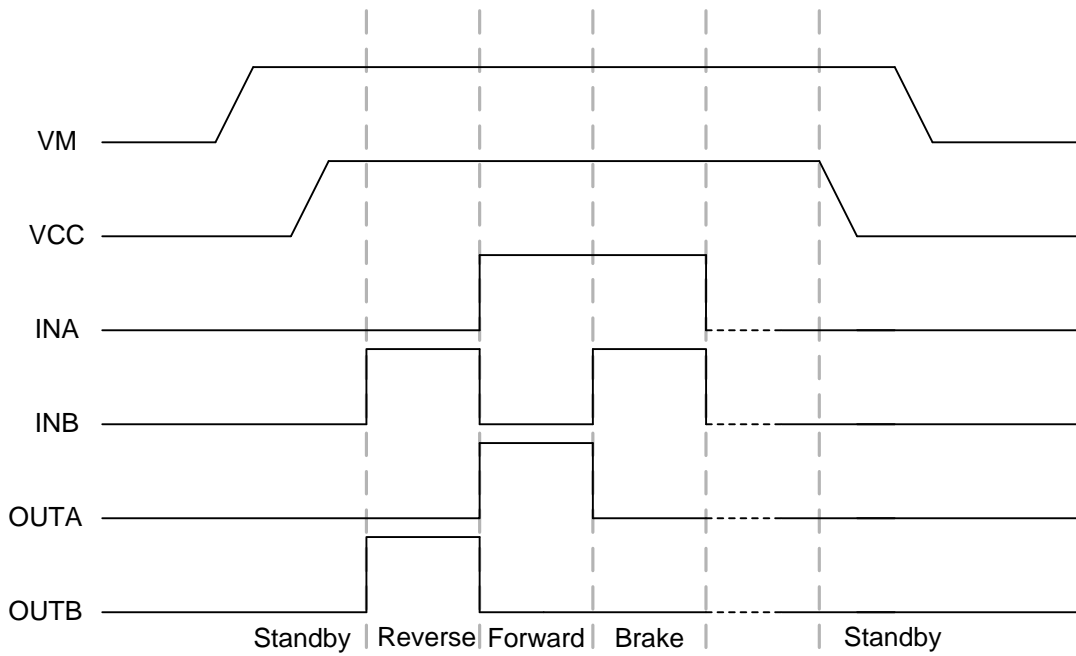 VM
VCC
INA
INB
OUTA
OUTB
Standby Reverse Forward Brake Standby